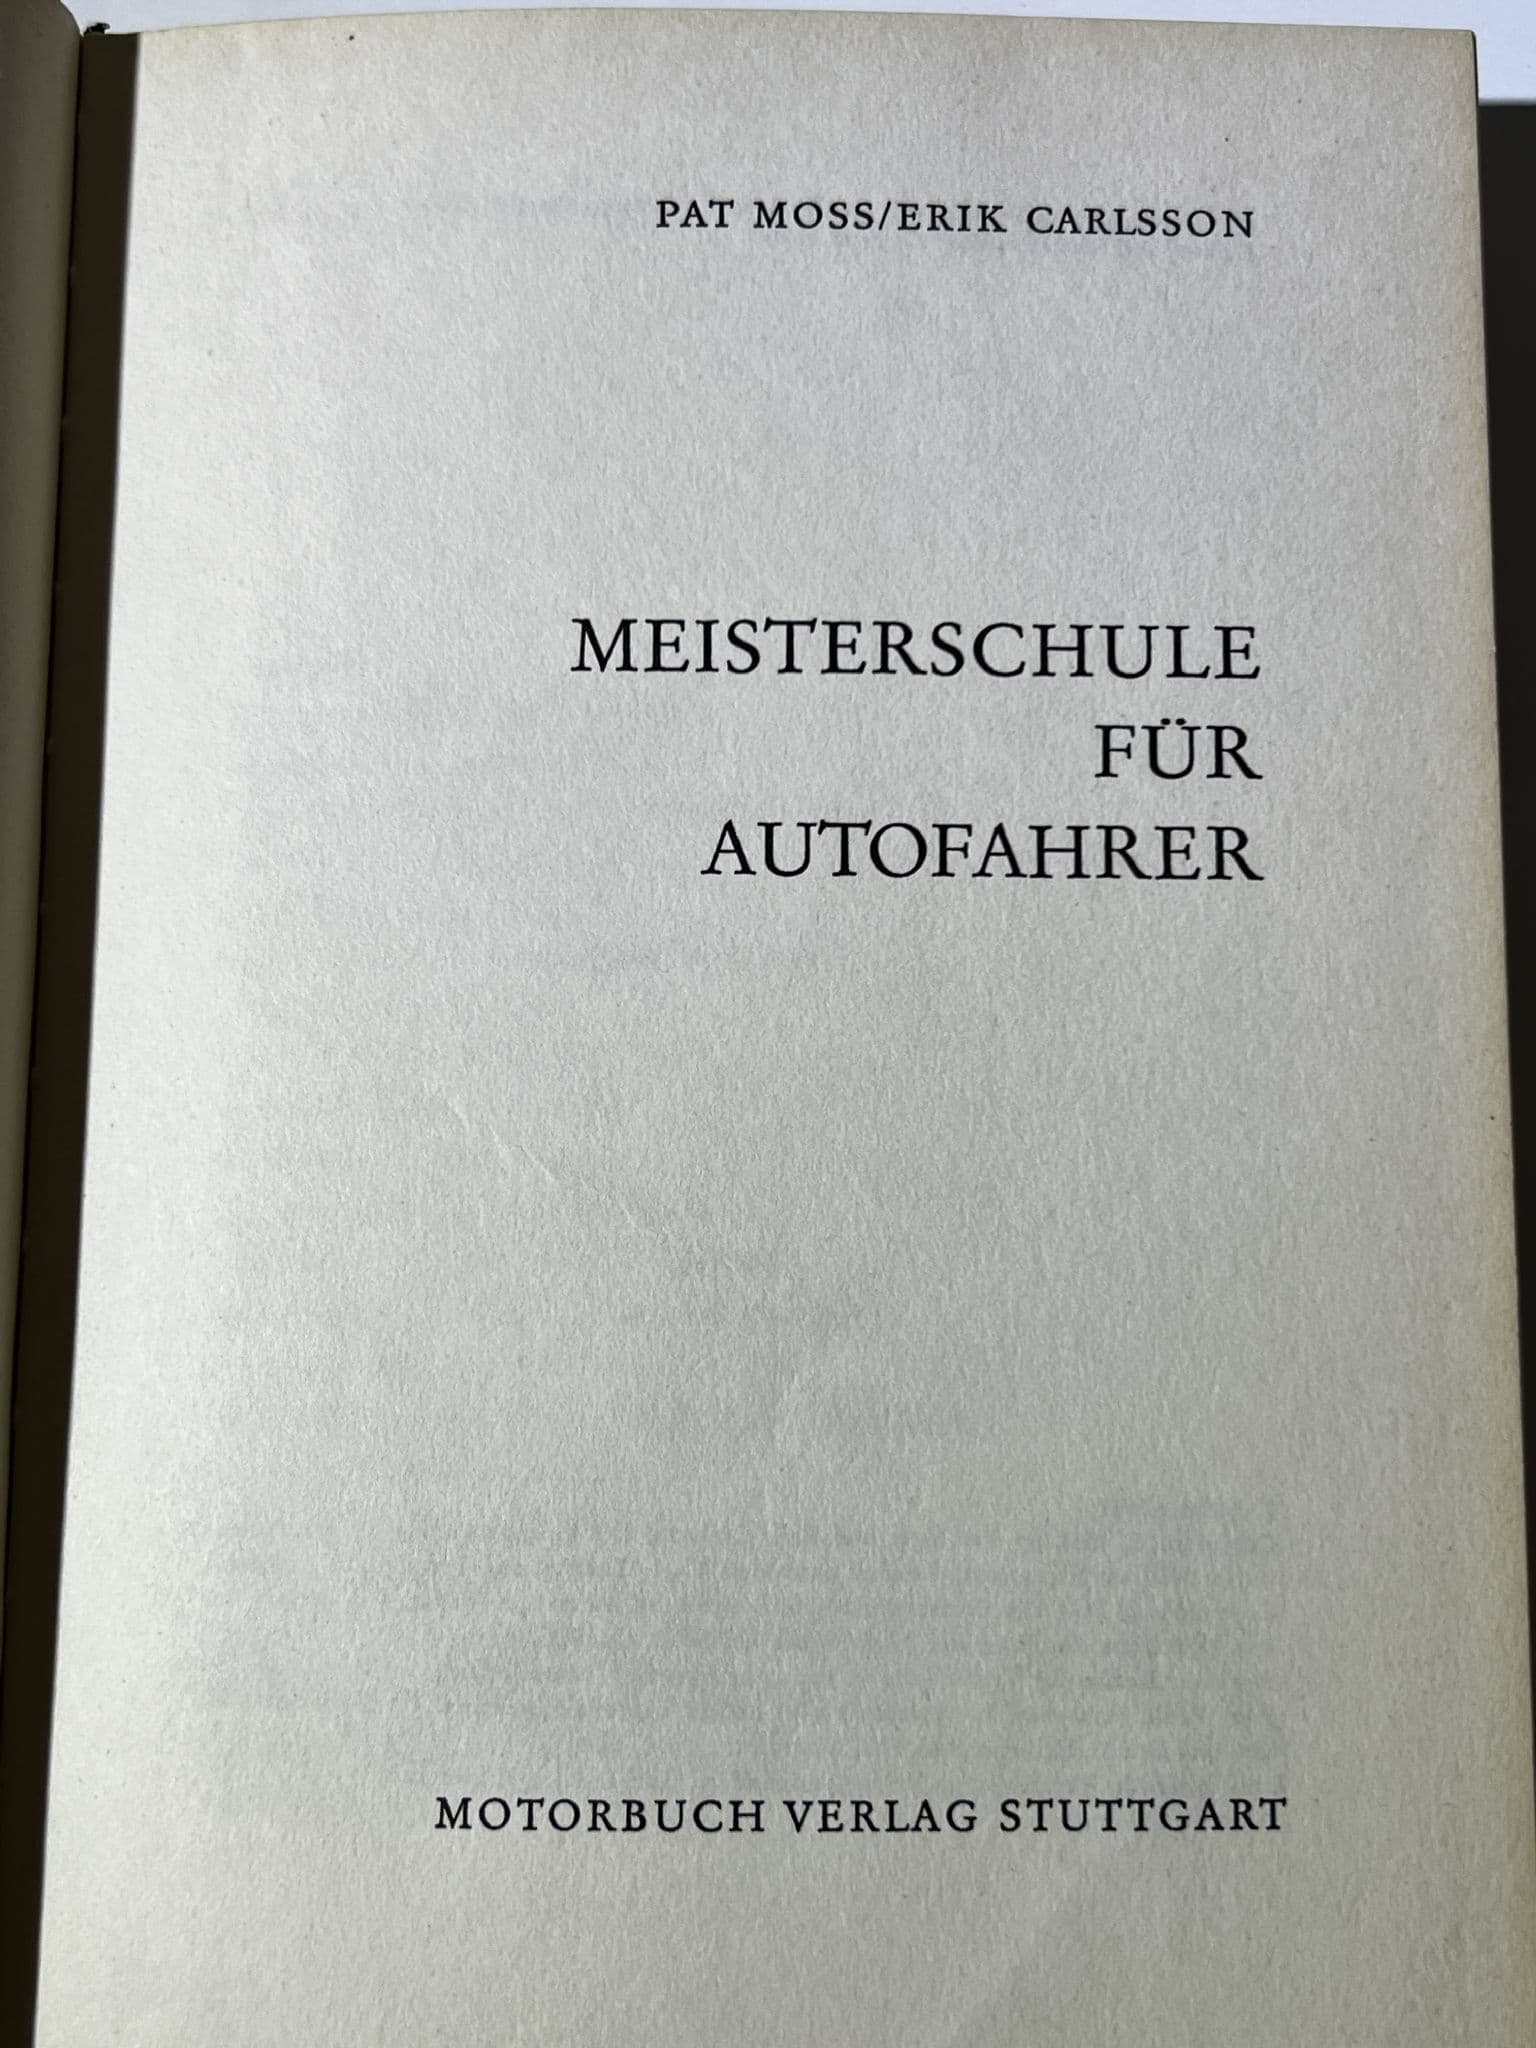 PAT MOSS/ERIK CARLSSON
MEISTERSCHULE
FÜR
AUTOFAHRER
MOTORBUCH VERLAG STUTTGART